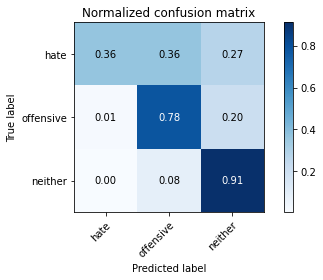 Normalized confusion matrix
hate 0.36 0.36 0.27
offensive 0.01 0.78 0.20
neither 0.00 0.08 0.91
hate offensive neither
True label
Predicted label
0.8
0.6
0.4
0.2